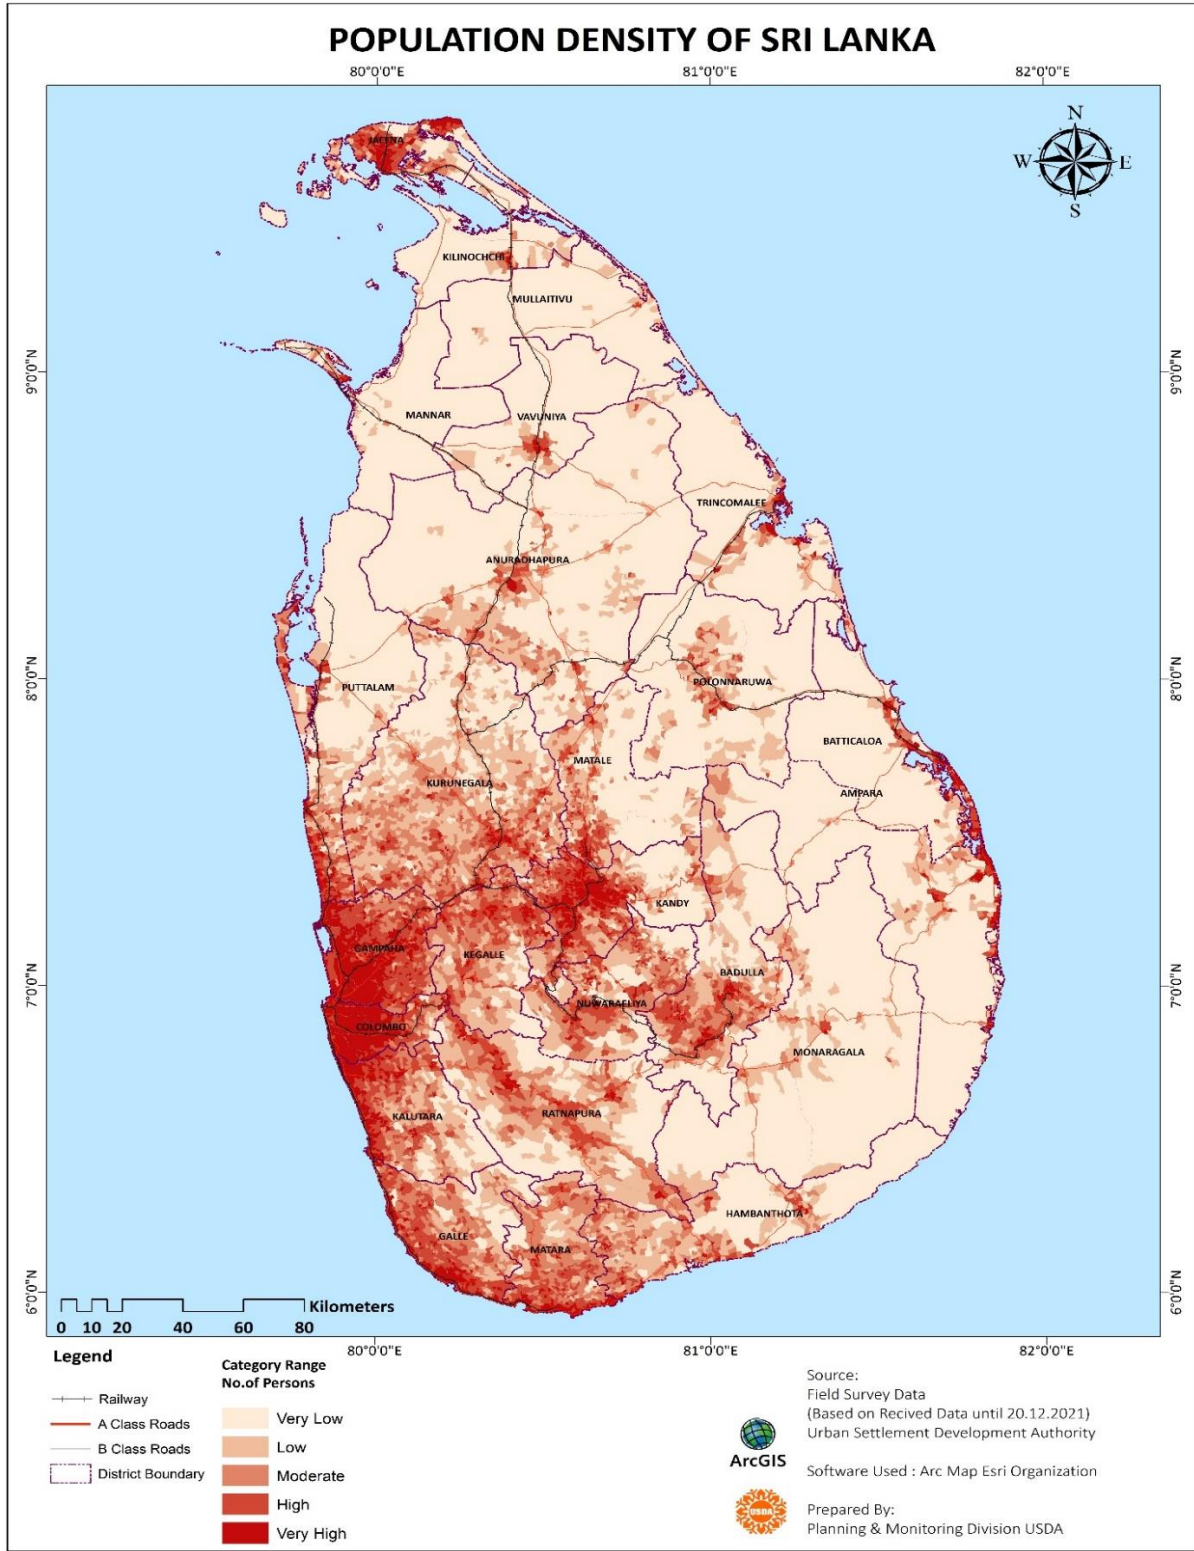 POPULATION DENSITY OF SRI LANKA
80°0'0"E 81°0'0"E 82°0'0"E
N
W E
S
JAFFNA
KILINOCHCHI
MULLAITIVU
9°0'0"N 9°0'0"N
MANNAR
VAVUNIYA
TRINCOMALEE
ANURADHAPURA
8°0'0"N 8°0'0"N
PUTTALAM
POLONNARUWA
BATTICALOA
MATALE
KURUNEGALA
AMPARA
KANDY
GAMPAHA
KEGALLE
BADULLA
7°0'0"N 7°0'0"N
NUWARAELIYA
COLOMBO
MONARAGALA
KALUTARA
RATNAPURA
HAMBANTHOTA
GALLE
MATARA
6°0'0"N 6°0'0"N
Kilometers
0 10 20 40 60 80
80°0'0"E 81°0'0"E 82°0'0"E
Legend
Railway
A Class Roads
B Class Roads
District Boundary
Category Range
No.of Persons
Very Low
Low
Moderate
High
Very High
ArcGIS
USDA
Source:
Field Survey Data
(Based on Recived Data until 20.12.2021)
Urban Settlement Development Authority
Software Used : Arc Map Esri Organization
Prepared By:
Planning & Monitoring Division USDA